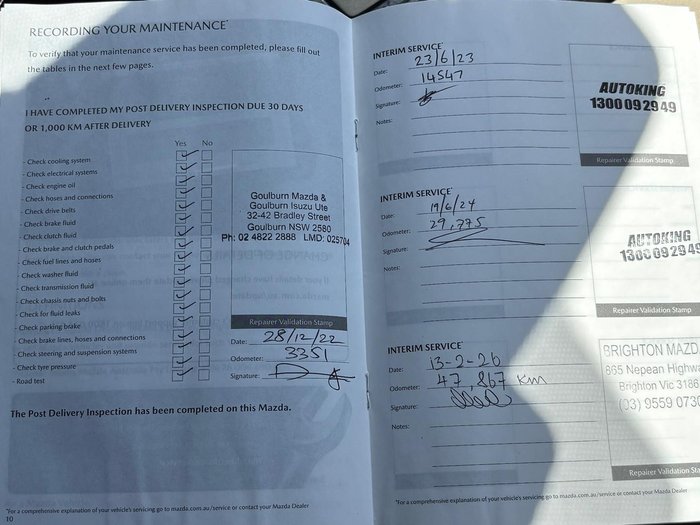 RECORDING YOUR MAINTENANCE*
To verify that your maintenance service has been completed, please fill out
the tables in the next few pages.
I HAVE COMPLETED MY POST DELIVERY INSPECTION DUE 30 DAYS
OR 1,000 KM AFTER DELIVERY
Yes No
- Check cooling system
- Check electrical systems
- Check engine oil
- Check hoses and connections
- Check drive belts
- Check brake fluid
- Check clutch fluid
- Check brake and clutch pedals
- Check fuel lines and hoses
- Check washer fluid
- Check transmission fluid
- Check chassis nuts and bolts
- Check for fluid leaks
- Check parking brake
- Check brake lines, hoses and connections
- Check steering and suspension systems
- Check tyre pressure
- Road test
Goulburn Mazda &
Goulburn Isuzu Ute
32-42 Bradley Street
Goulburn NSW 2580
Ph: 02 4822 2888 LMD: 025704
Repairer Validation Stamp
Date: 28/12/22
Odometer: 3351
Signature:
The Post Delivery Inspection has been completed on this Mazda.
*For a comprehensive explanation of your vehicle's servicing go to mazda.com.au/service or contact your Mazda Dealer
10
INTERIM SERVICE*
Date: 23/6/23
Odometer: 14547
Signature:
Notes:
AUTOKING
1300 09 29 49
Repairer Validation Stamp
INTERIM SERVICE*
Date: 19/6/24
Odometer: 29,775
Signature:
Notes:
AUTOKING
1300 09 29 49
Repairer Validation Stamp
INTERIM SERVICE*
Date: 13-2-26
Odometer: 47,867 km
Signature:
Notes:
BRIGHTON MAZD
865 Nepean Highwa
Brighton Vic 3186
(03) 9559 0730
Repairer Validation Sta
*For a comprehensive explanation of your vehicle's servicing go to mazda.com.au/service or contact your Mazda Dealer